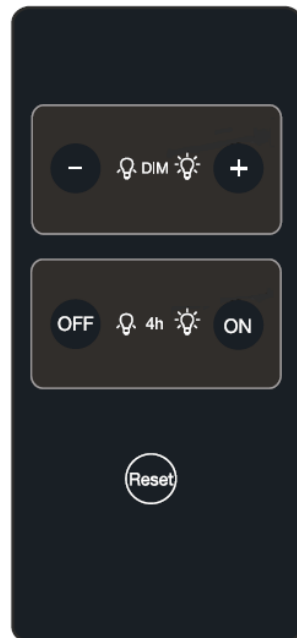 - DIM +
OFF 4h ON
Reset